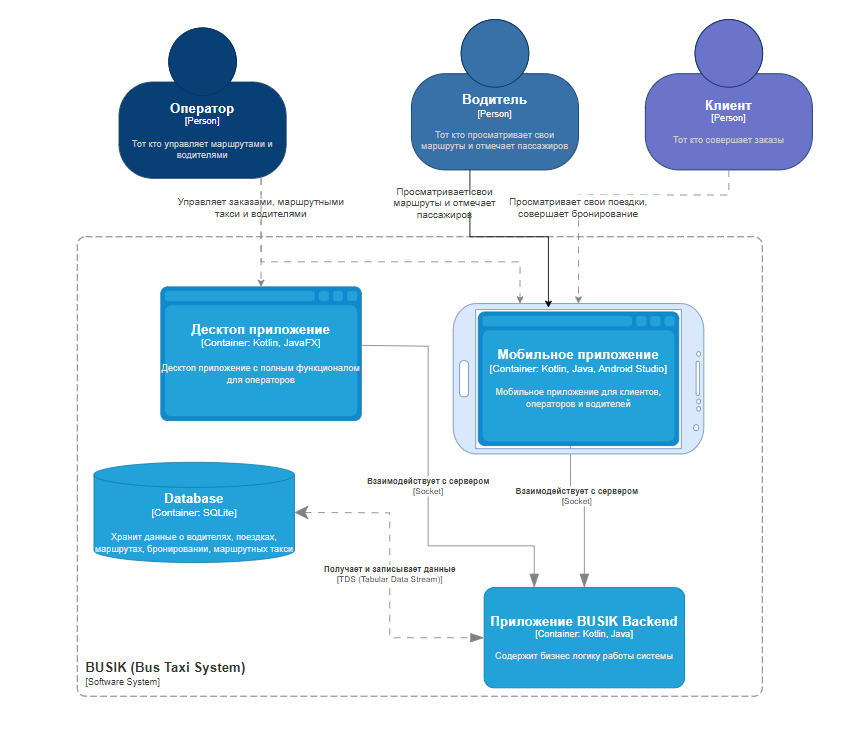 Оператор
[Person]
Тот кто управляет маршрутами и
водителями
Водитель
[Person]
Тот кто просматривает свои
маршруты и отмечает пассажиров
Клиент
[Person]
Тот кто совершает заказы
Управляет заказами, маршрутными
такси и водителями
Просматривает свои
маршруты и отмечает
пассажиров
Просматривает свои поездки,
совершает бронирование
Десктоп приложение
[Container: Kotlin, JavaFX]
Десктоп приложение с полным функционалом
для операторов
Мобильное приложение
[Container: Kotlin, Java, Android Studio]
Мобильное приложение для клиентов,
операторов и водителей
Взаимодействует с сервером
[Socket]
Взаимодействует с сервером
[Socket]
Database
[Container: SQLite]
Хранит данные о водителях, поездках,
маршрутах, бронировании, маршрутных такси
Получает и записывает данные
[TDS (Tabular Data Stream)]
Приложение BUSIK Backend
[Container: Kotlin, Java]
Содержит бизнес логику работы системы
BUSIK (Bus Taxi System)
[Software System]